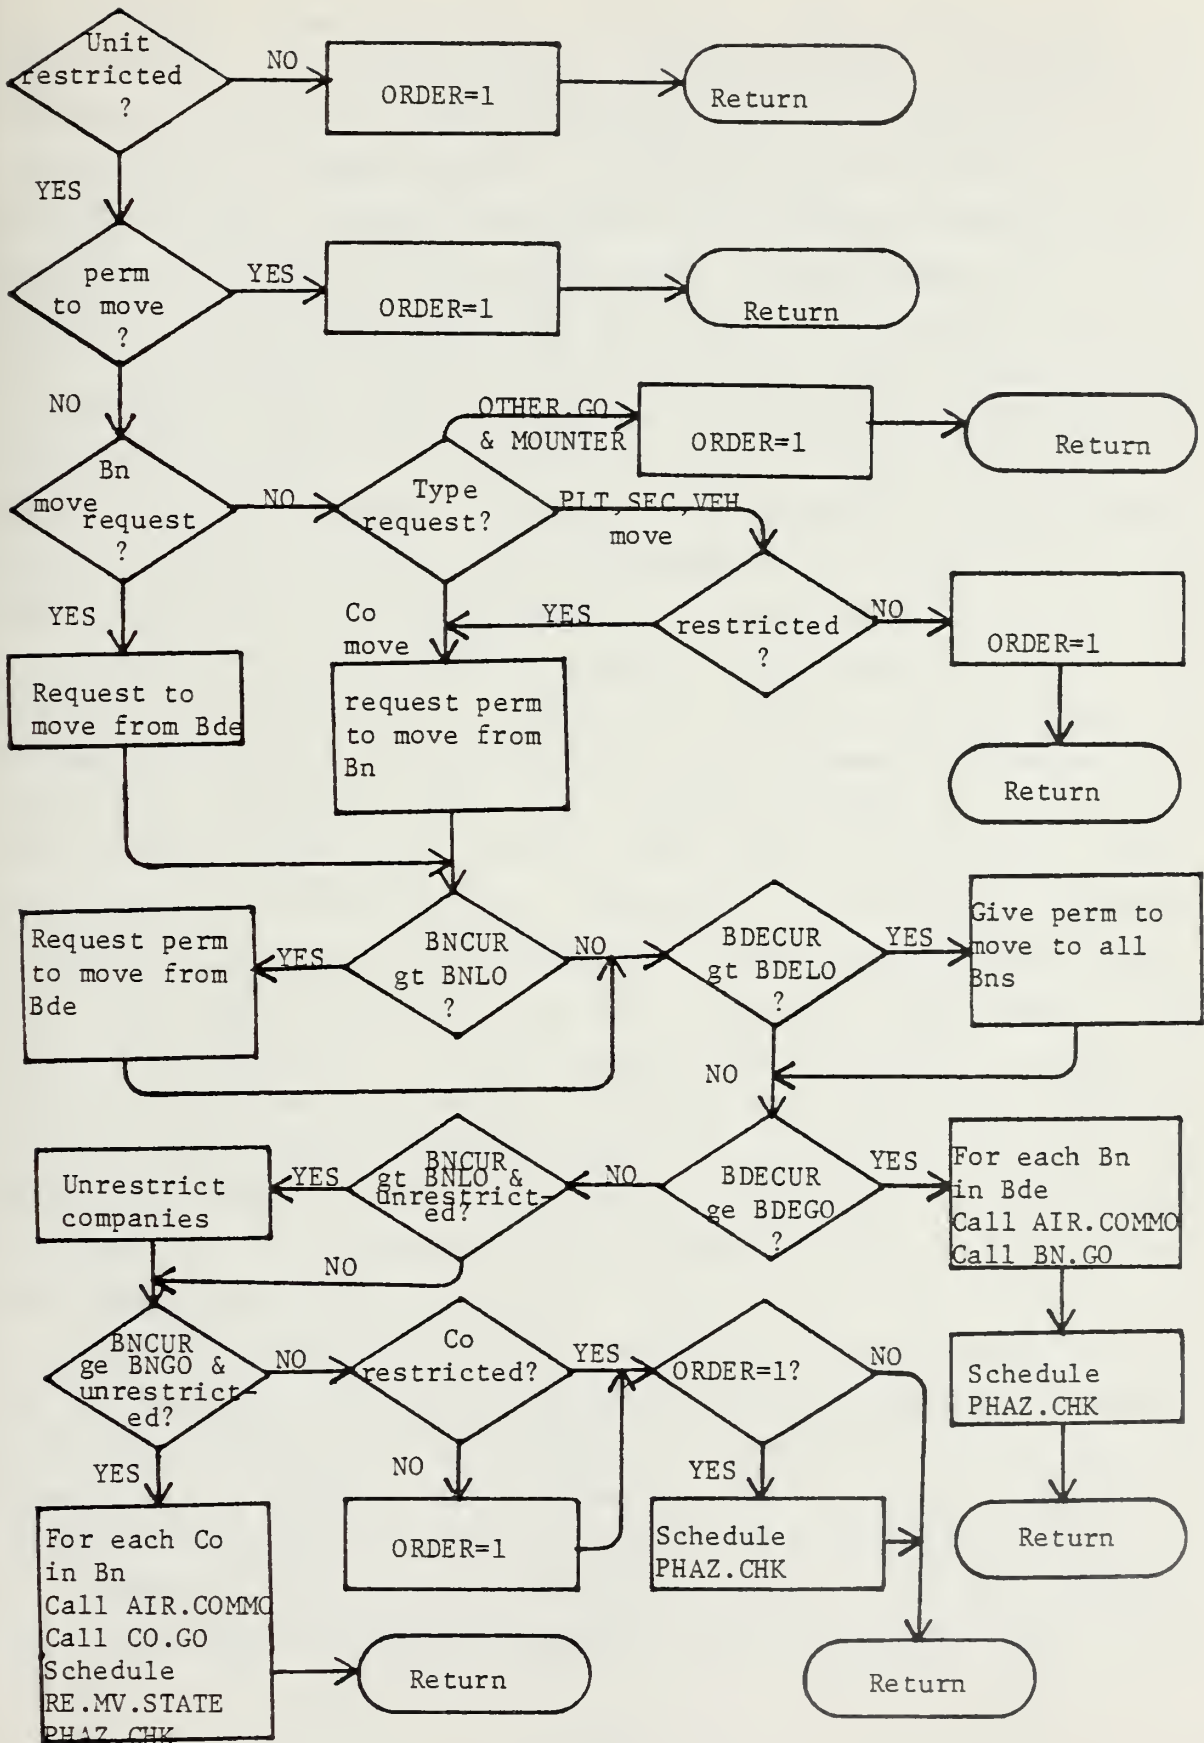 Unit
restricted
?
NO
ORDER=1
Return
YES
perm
to move
?
YES
ORDER=1
Return
NO
OTHER.GO
& MOUNTER
ORDER=1
Return
Bn
move
request
?
NO
Type
request?
PLT,SEC,VEH
move
YES
Co
move
YES
restricted
?
NO
ORDER=1
Return
Request to
move from Bde
request perm
to move from
Bn
Request perm
to move from
Bde
YES
BNCUR
gt BNLO
?
NO
BDECUR
gt BDELO
?
YES
Give perm to
move to all
Bns
NO
Unrestrict
companies
YES
BNCUR
gt BNLO &
unrestrict-
ed?
NO
BDECUR
ge BDEGO
?
YES
For each Bn
in Bde
Call AIR.COMMO
Call BN.GO
NO
BNCUR
ge BNGO &
unrestrict-
ed?
NO
Co
restricted?
YES
ORDER=1?
NO
Schedule
PHAZ.CHK
YES
NO
YES
For each Co
in Bn
Call AIR.COMMO
Call CO.GO
Schedule
RE.MV.STATE
PHAZ.CHK
ORDER=1
Schedule
PHAZ.CHK
Return
Return
Return